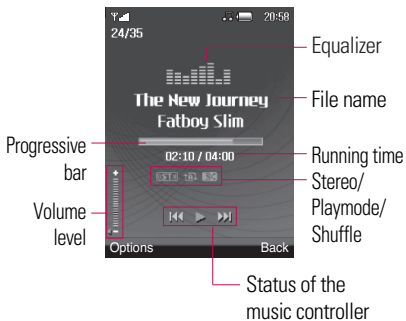 20:58
24/35
Equalizer
The New Journey
File name
Fatboy Slim
Progressive
bar
02:10 / 04:00
Running time
Stereo/
Playmode/
Shuffle
Volume
level
Options
Back
Status of the
music controller